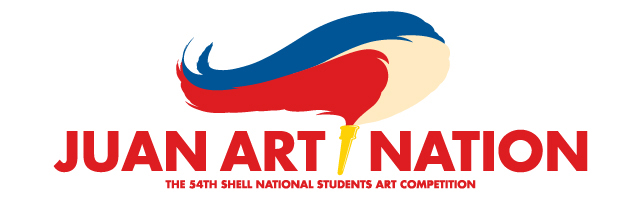 JUAN ART NATION
THE 54TH SHELL NATIONAL STUDENTS ART COMPETITION